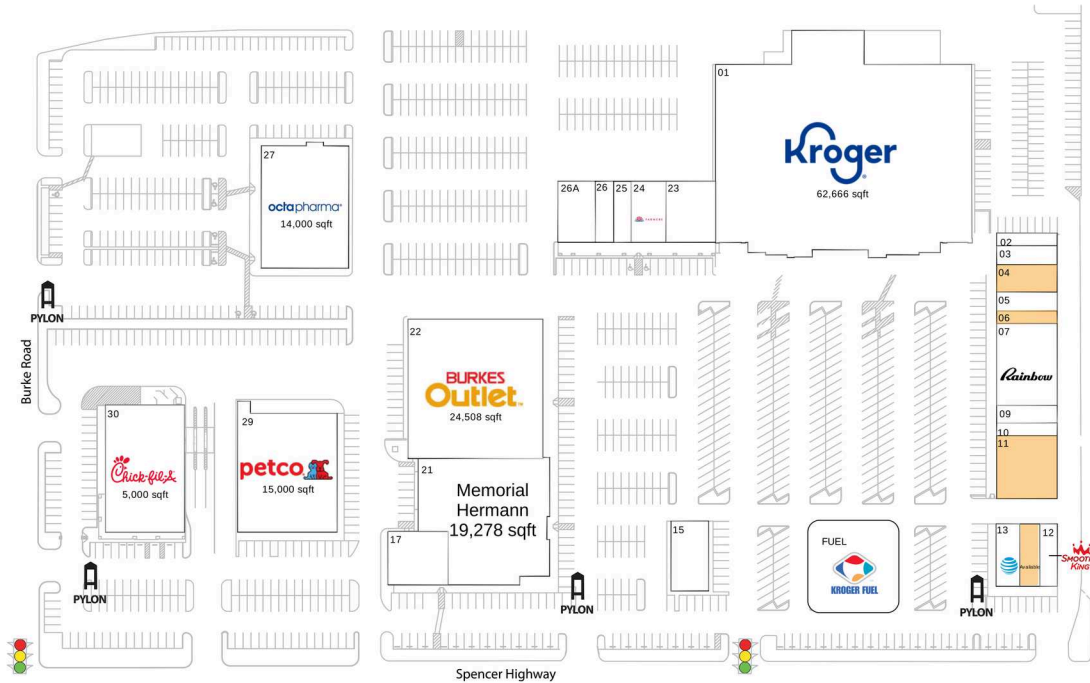 01
Kroger
62,666 sqft
27
octapharma
14,000 sqft
26A
26
25
24
23
02
03
04
05
06
07
Rainbow
09
10
11
PYLON
Burke Road
22
BURKES
Outlet
24,508 sqft
30
Chick-fil-A
5,000 sqft
29
petco
15,000 sqft
21
Memorial
Hermann
19,278 sqft
17
15
FUEL
KROGER FUEL
13
12
AT&T
Available
SMOOTHIE
KING
PYLON
PYLON
PYLON
Spencer Highway